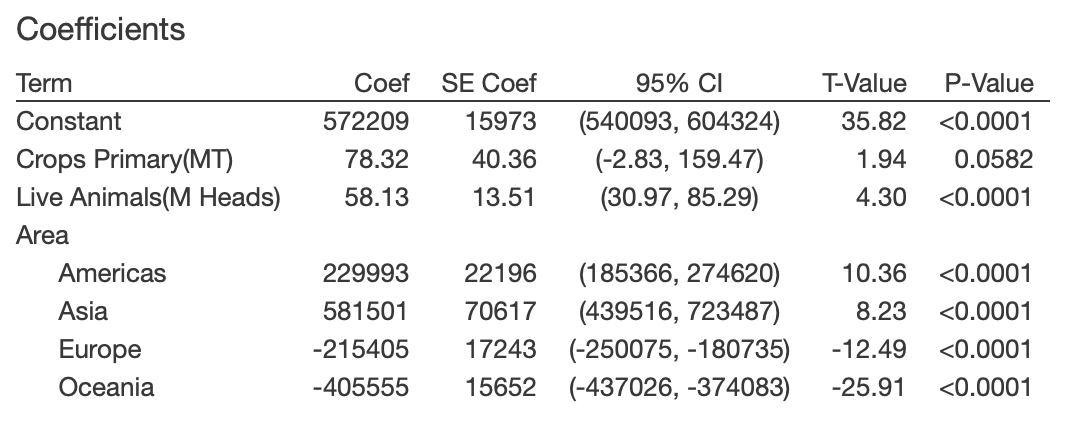 Coefficients
Term Coef SE Coef 95% CI T-Value P-Value
Constant 572209 15973 (540093, 604324) 35.82 <0.0001
Crops Primary(MT) 78.32 40.36 (-2.83, 159.47) 1.94 0.0582
Live Animals(M Heads) 58.13 13.51 (30.97, 85.29) 4.30 <0.0001
Area
Americas 229993 22196 (185366, 274620) 10.36 <0.0001
Asia 581501 70617 (439516, 723487) 8.23 <0.0001
Europe -215405 17243 (-250075, -180735) -12.49 <0.0001
Oceania -405555 15652 (-437026, -374083) -25.91 <0.0001